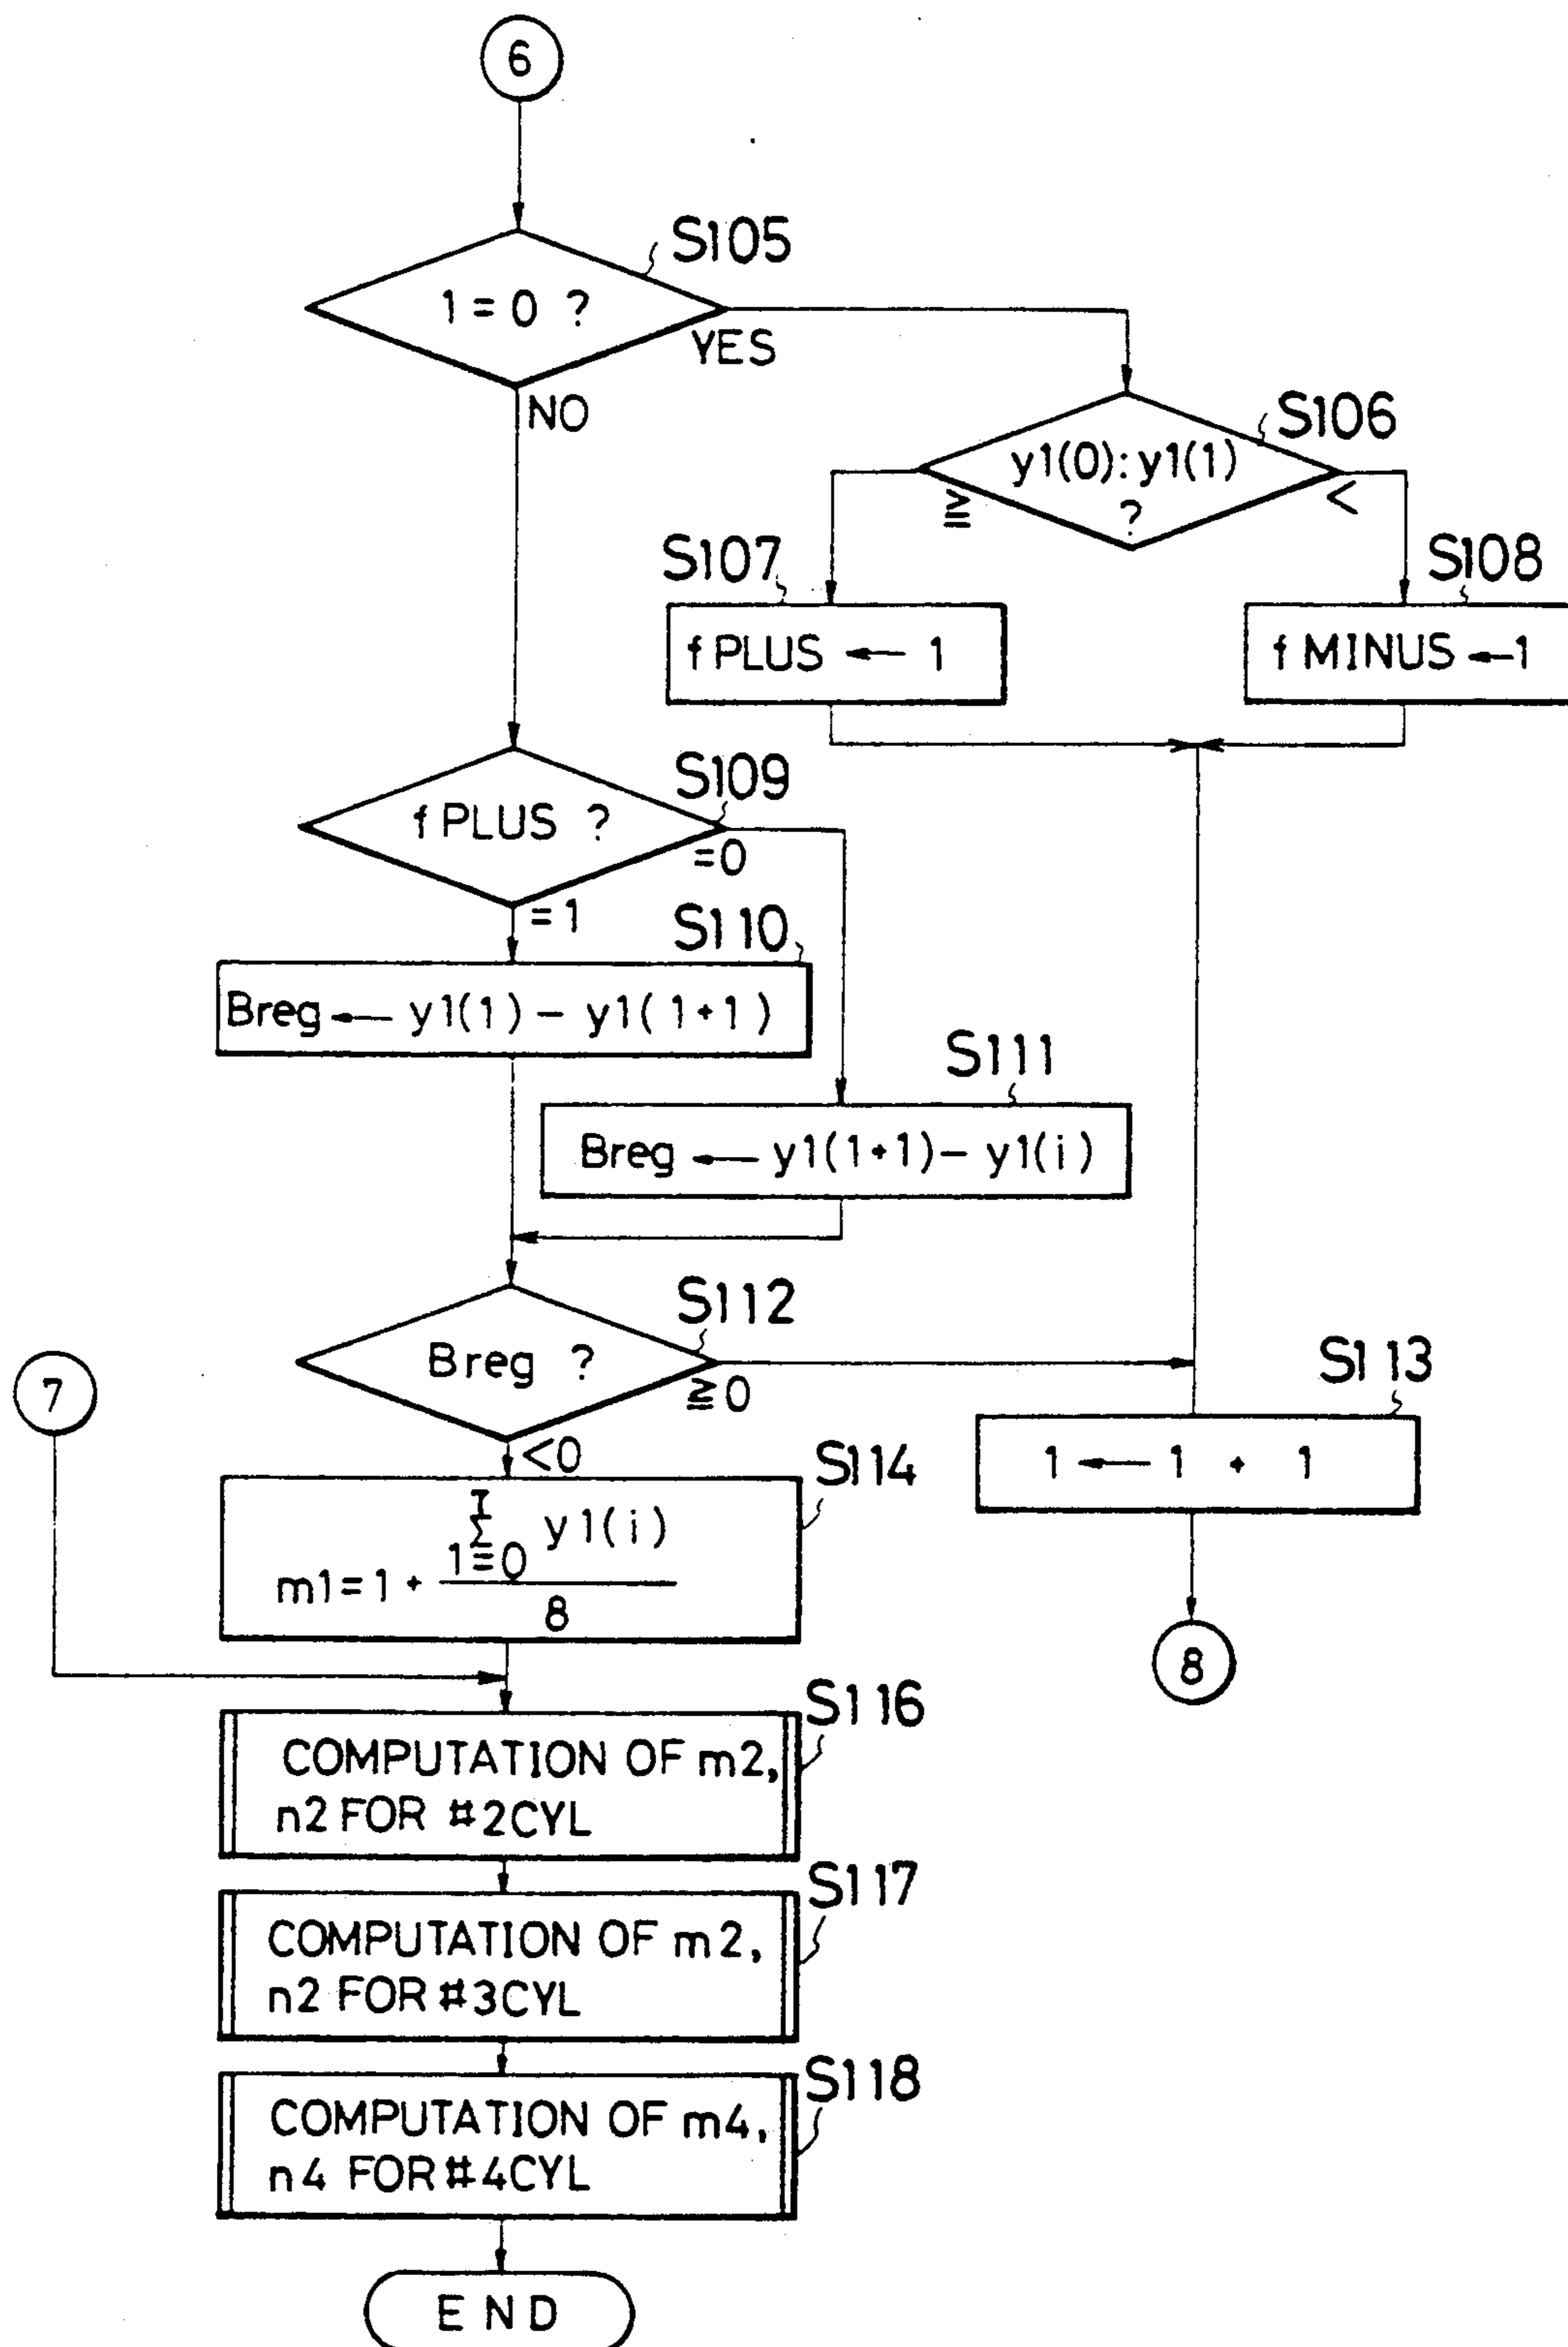 6
S105
1 = 0 ?
YES
NO
S106
y1(0):y1(1)
?
≧
<
S107
S108
f PLUS ← 1
f MINUS ← 1
S109
f PLUS ?
=0
=1
S110
Breg ← y1(1) - y1(1+1)
S111
Breg ← y1(1+1) - y1(i)
S112
Breg ?
≧0
<0
7
S113
1 ← 1 + 1
S114
I
Σ y1(i)
1=0
m1 = 1 +
8
8
S116
COMPUTATION OF m2,
n2 FOR #2CYL
S117
COMPUTATION OF m2,
n2 FOR #3CYL
S118
COMPUTATION OF m4,
n4 FOR #4CYL
END